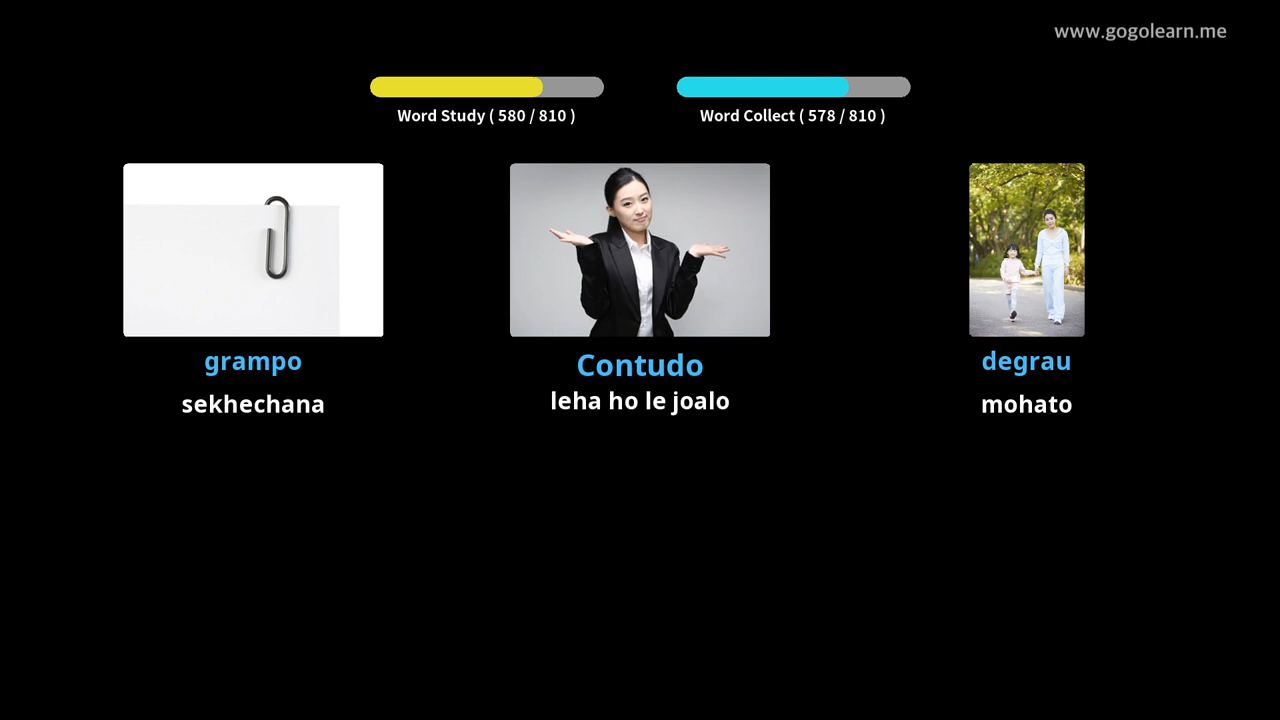 www.gogolearn.me
Word Study ( 580 / 810 )
Word Collect ( 578 / 810 )
grampo
sekhechana
Contudo
leha ho le joalo
degrau
mohato